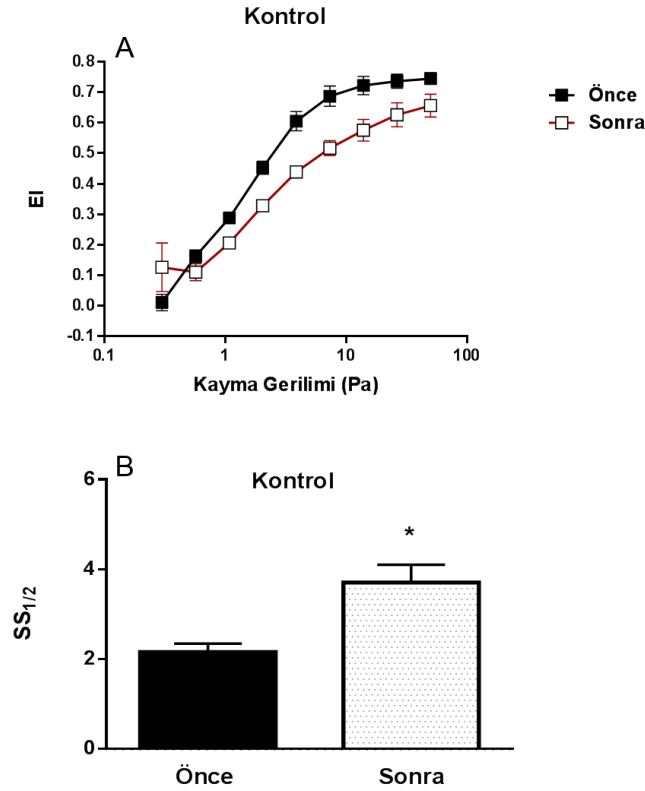 Kontrol
A
0.8
0.7
0.6
0.5
0.4
0.3
0.2
0.1
0.0
-0.1
EI
0.1 1 10 100
Kayma Gerilimi (Pa)
Önce
Sonra
B
Kontrol
6
4
2
0
SS1/2
*
Önce Sonra